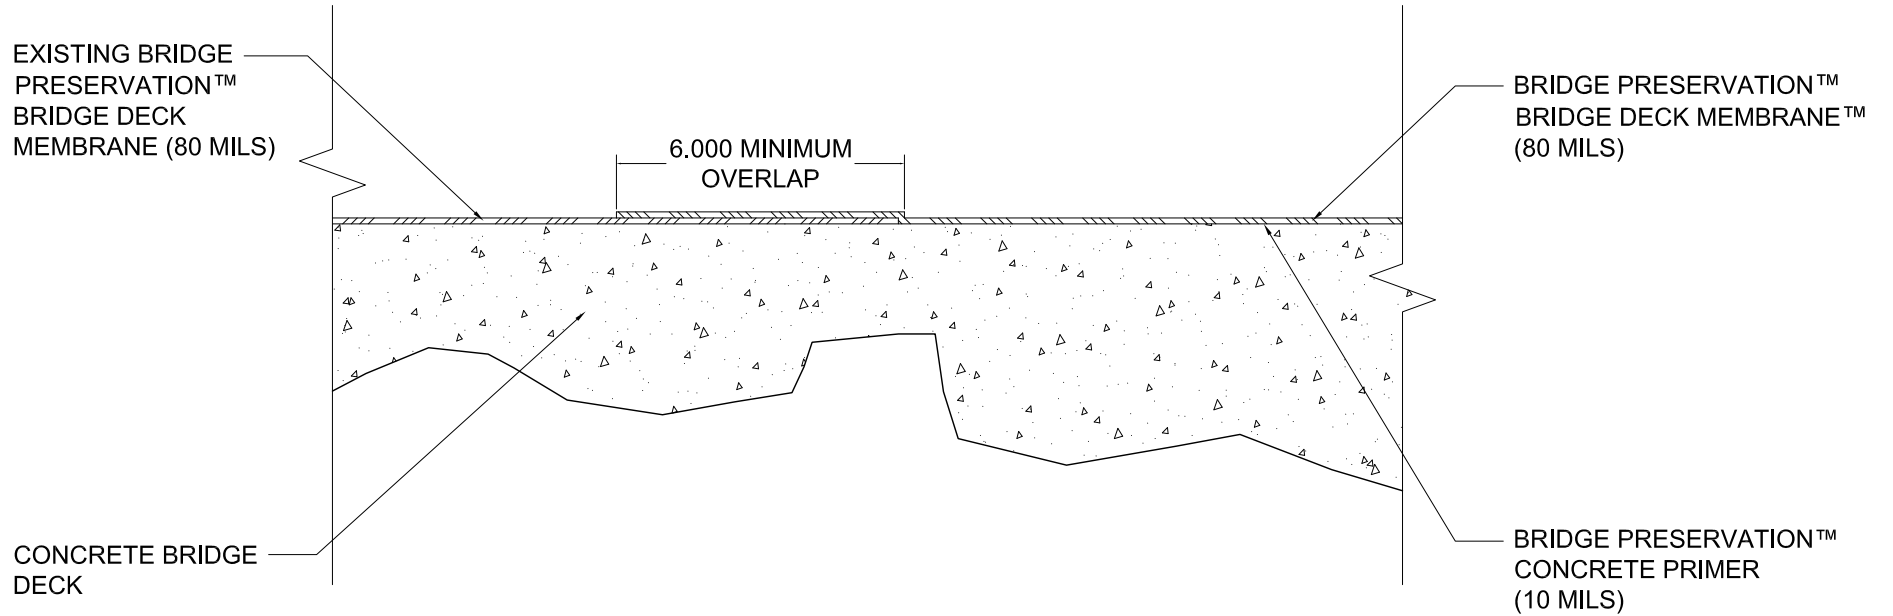 EXISTING BRIDGE
PRESERVATION™
BRIDGE DECK
MEMBRANE (80 MILS)
6.000 MINIMUM
OVERLAP
BRIDGE PRESERVATION™
BRIDGE DECK MEMBRANE™
(80 MILS)
CONCRETE BRIDGE
DECK
BRIDGE PRESERVATION™
CONCRETE PRIMER
(10 MILS)